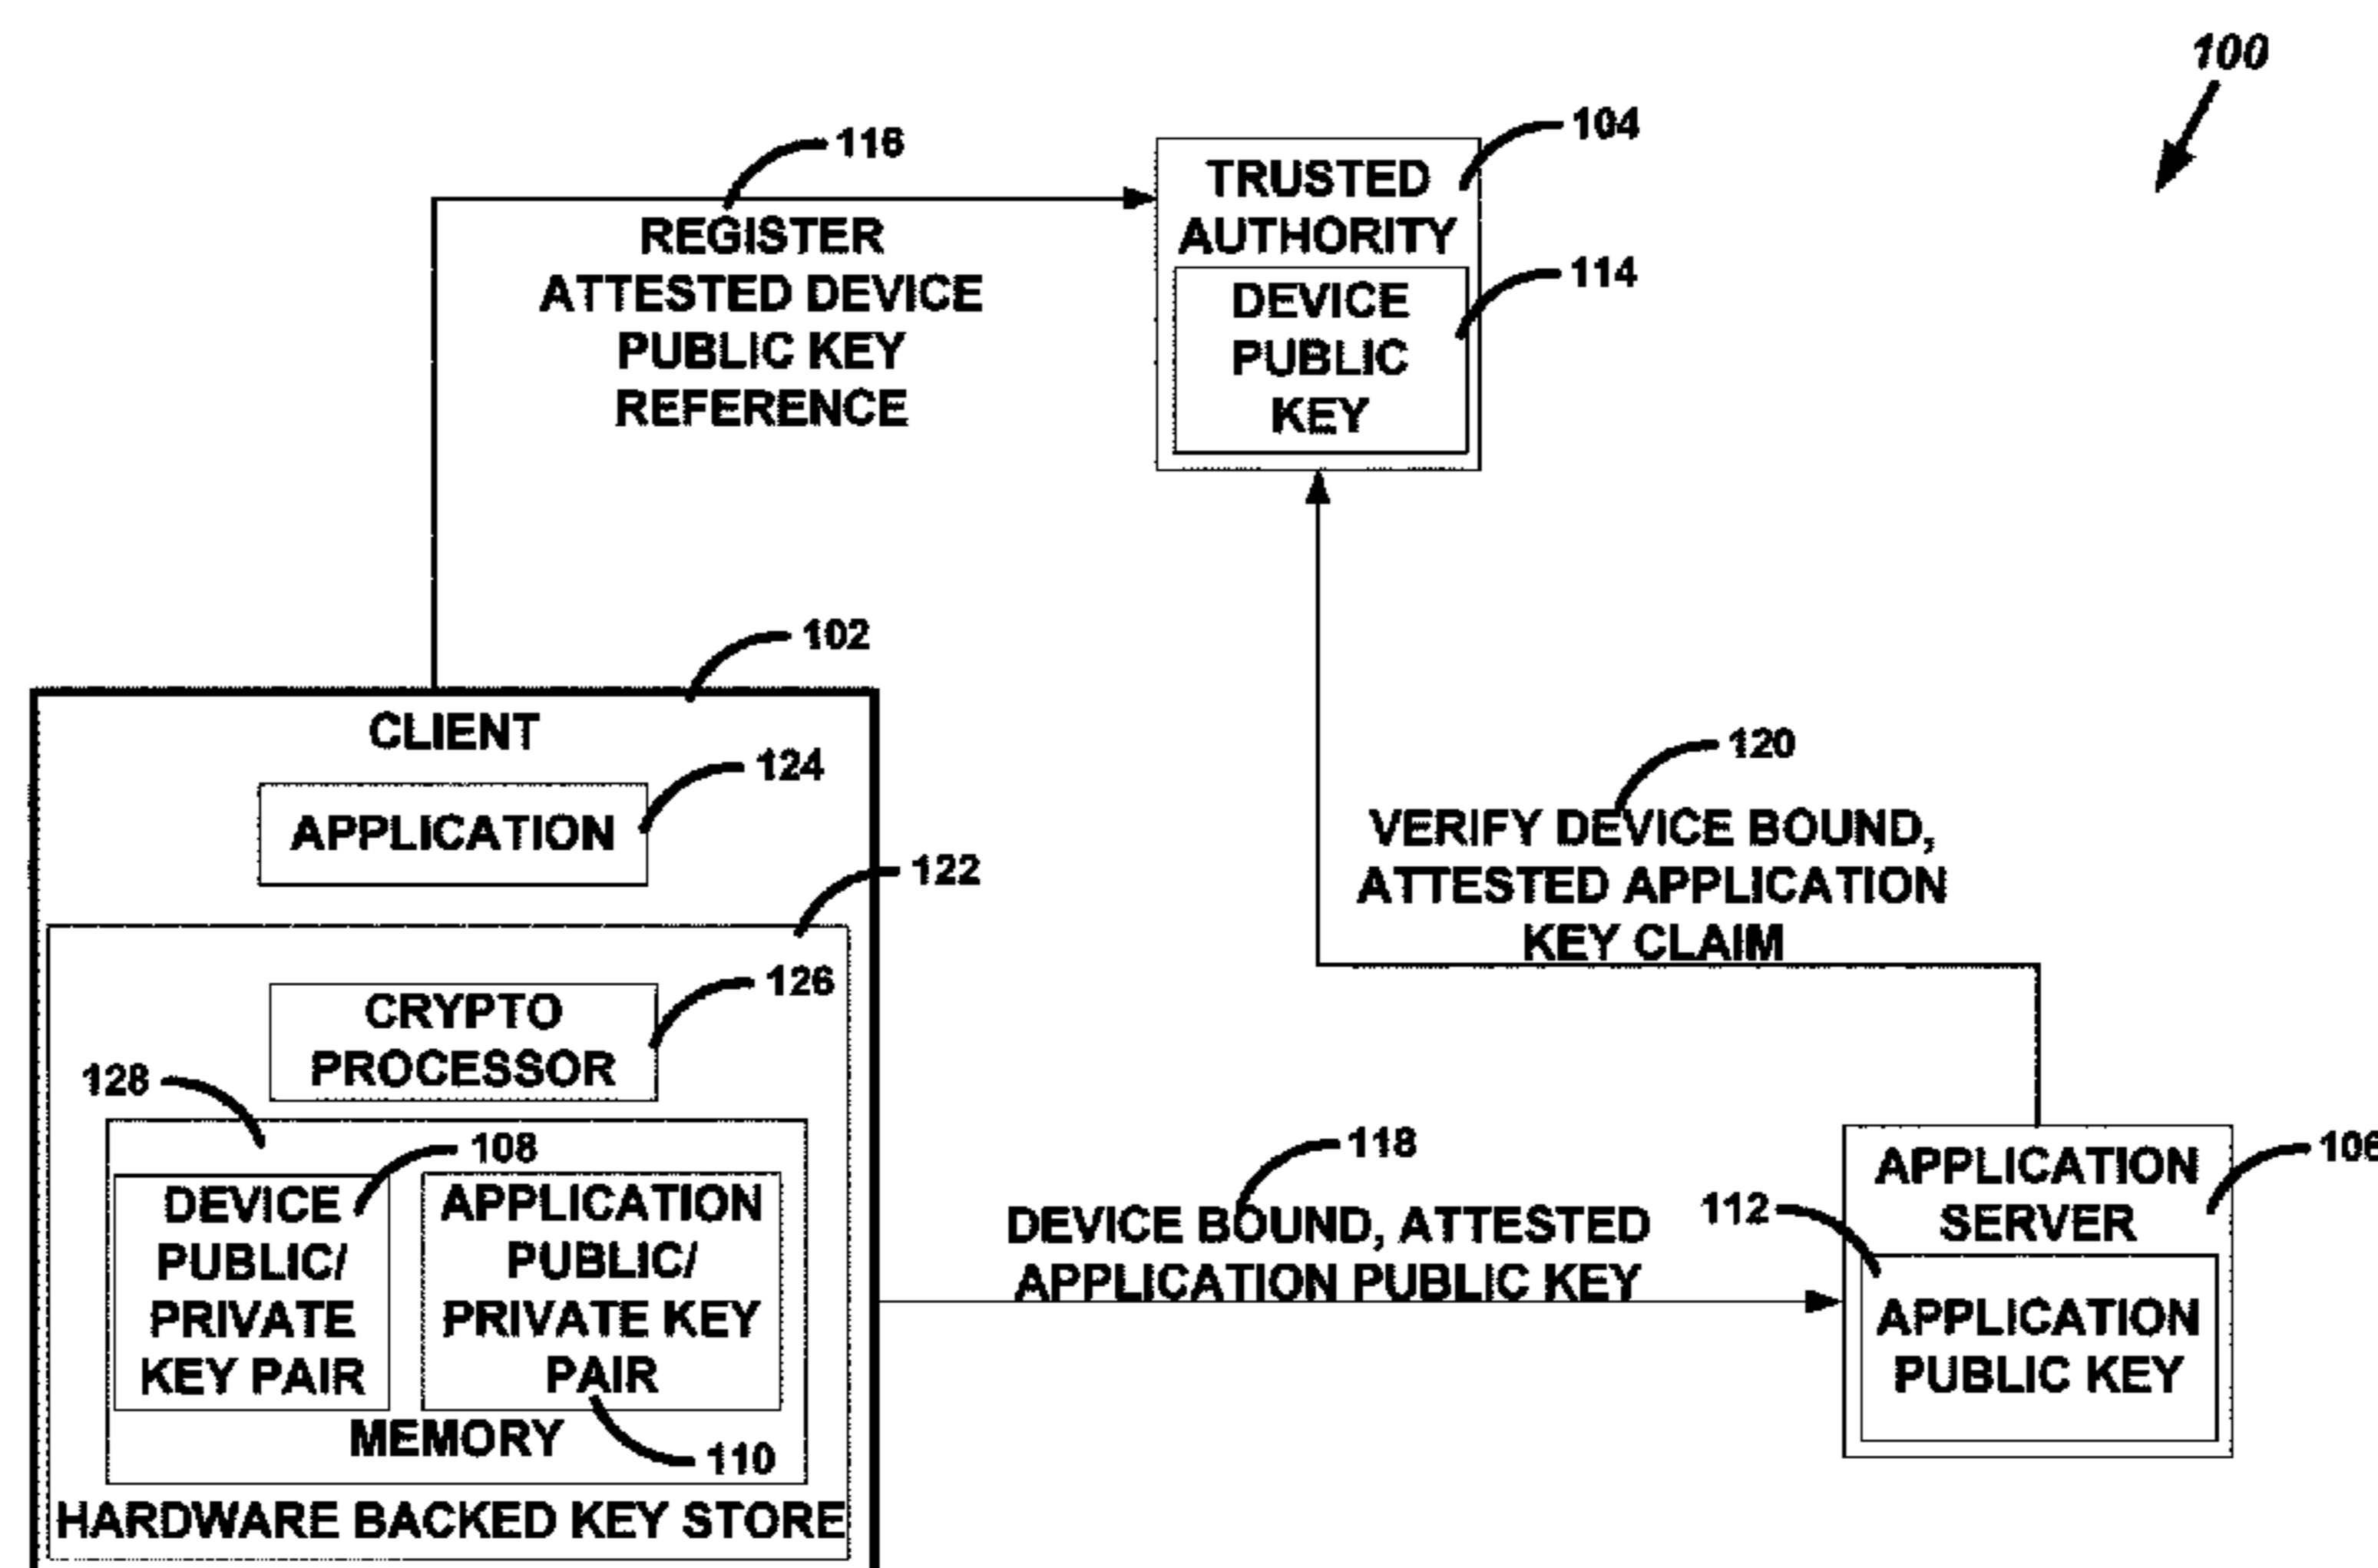 100
116
104
TRUSTED
AUTHORITY
REGISTER
ATTESTED DEVICE
PUBLIC KEY
REFERENCE
114
DEVICE
PUBLIC
KEY
102
CLIENT
124
APPLICATION
122
126
CRYPTO
PROCESSOR
128
108
DEVICE
PUBLIC/
PRIVATE
KEY PAIR
APPLICATION
PUBLIC/
PRIVATE KEY
PAIR
MEMORY
110
HARDWARE BACKED KEY STORE
120
VERIFY DEVICE BOUND,
ATTESTED APPLICATION
KEY CLAIM
118
DEVICE BOUND, ATTESTED
APPLICATION PUBLIC KEY
106
APPLICATION
SERVER
112
APPLICATION
PUBLIC KEY